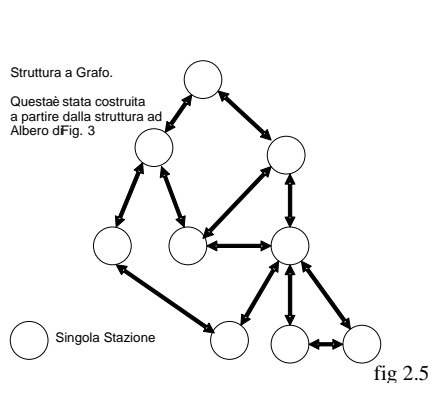 Struttura a Grafo.
Questaè stata costruita
a partire dalla struttura ad
Albero diFig. 3
Singola Stazione
fig 2.5